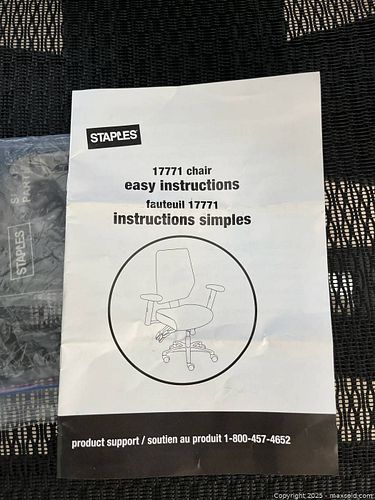 STAPLES
17771 chair
easy instructions
fauteuil 17771
instructions simples
product support / soutien au produit 1-800-457-4652
STAPLES
Copyright 2025 - maxsold.com